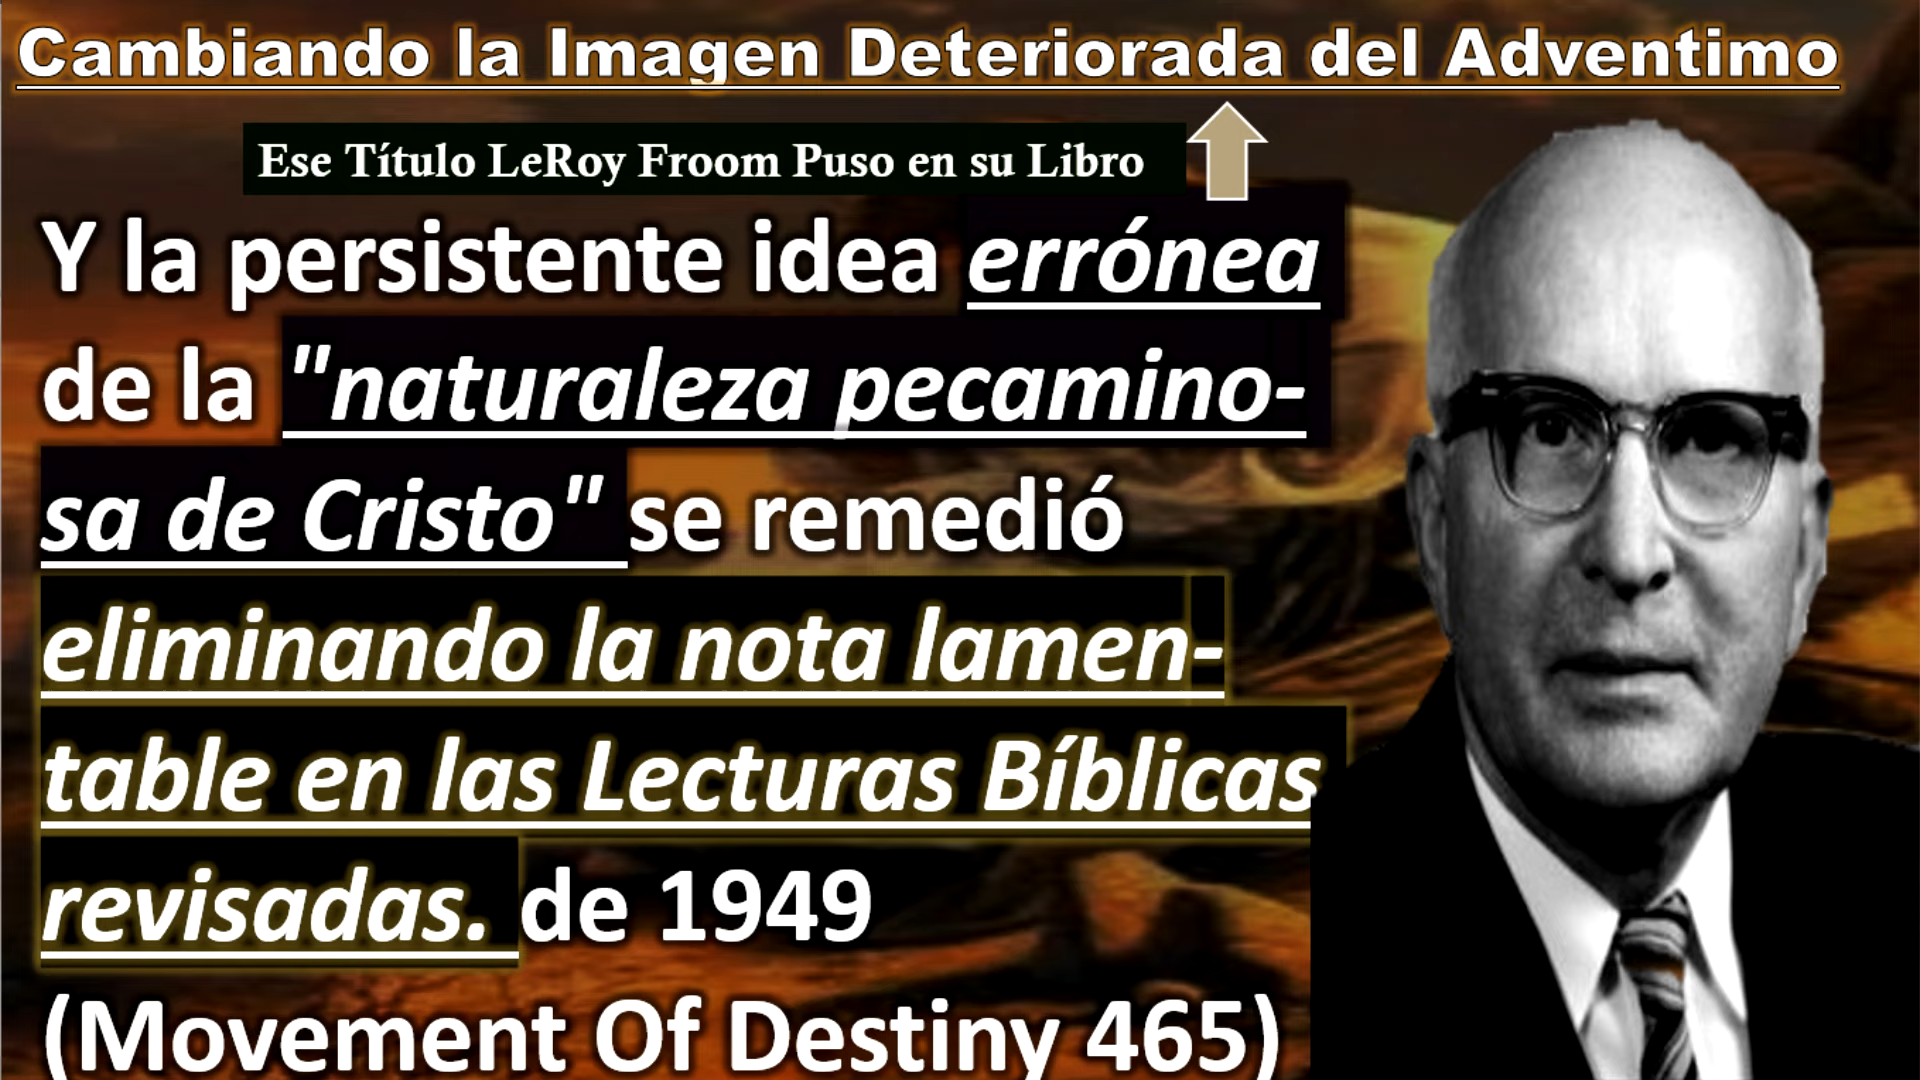 Cambiando la Imagen Deteriorada del Adventimo
Ese Título LeRoy Froom Puso en su Libro
Y la persistente idea errónea
de la "naturaleza pecamino-
sa de Cristo" se remedió
eliminando la nota lamen-
table en las Lecturas Bíblicas
revisadas. de 1949
(Movement Of Destiny 465)